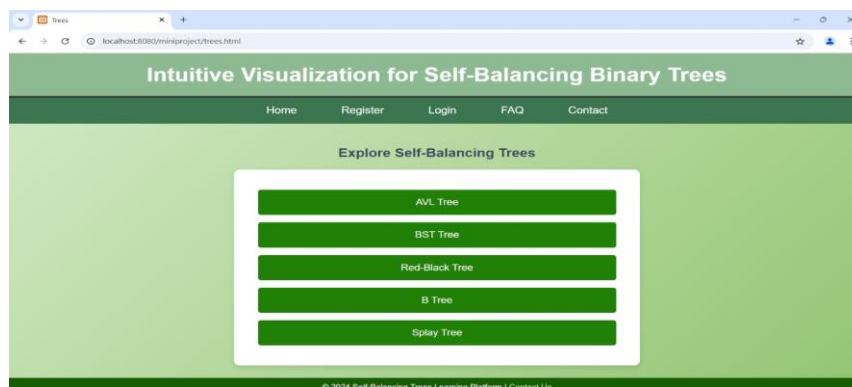 Trees
localhost:8080/miniproject/trees.html
Intuitive Visualization for Self-Balancing Binary Trees
Home Register Login FAQ Contact
Explore Self-Balancing Trees
AVL Tree
BST Tree
Red-Black Tree
B Tree
Splay Tree
© 2024 Self-Balancing Trees Learning Platform | Contact Us